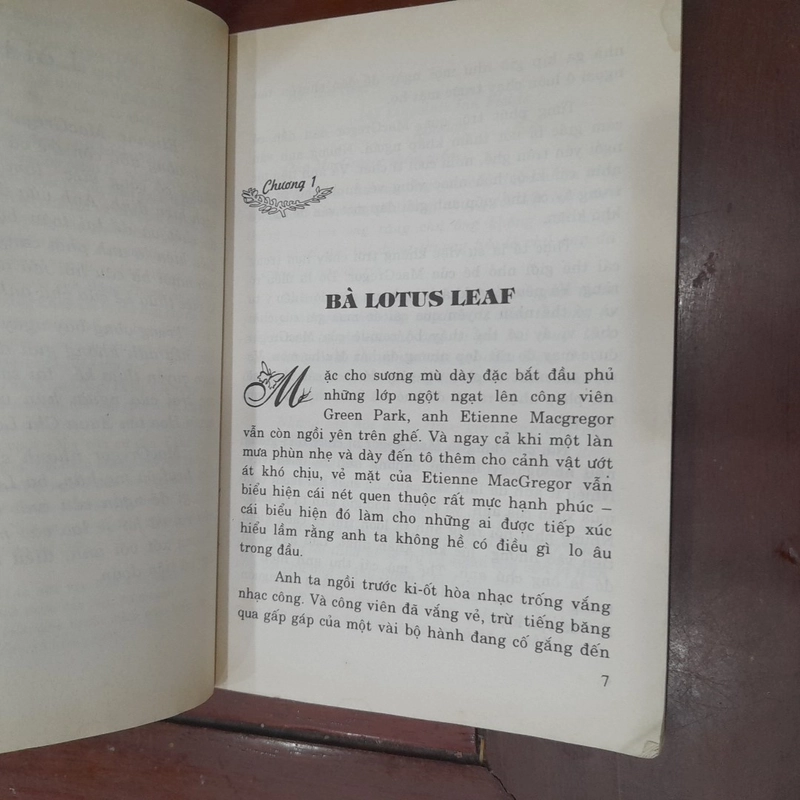 Chương 1
BÀ LOTUS LEAF
Mặc cho sương mù dày đặc bắt đầu phủ
những lớp ngột ngạt lên công viên
Green Park, anh Etienne Macgregor
vẫn còn ngồi yên trên ghế. Và ngay cả khi một làn
mưa phùn nhẹ và dày đến tô thêm cho cảnh vật ướt
át khó chịu, vẻ mặt của Etienne MacGregor vẫn
biểu hiện cái nét quen thuộc rất mực hạnh phúc –
cái biểu hiện đó làm cho những ai được tiếp xúc
hiểu lầm rằng anh ta không hề có điều gì lo âu
trong đầu.
Anh ta ngồi trước ki-ốt hòa nhạc trống vắng
nhạc công. Và công viên đã vắng vẻ, trừ tiếng băng
qua gấp gáp của một vài bộ hành đang cố gắng đến
7